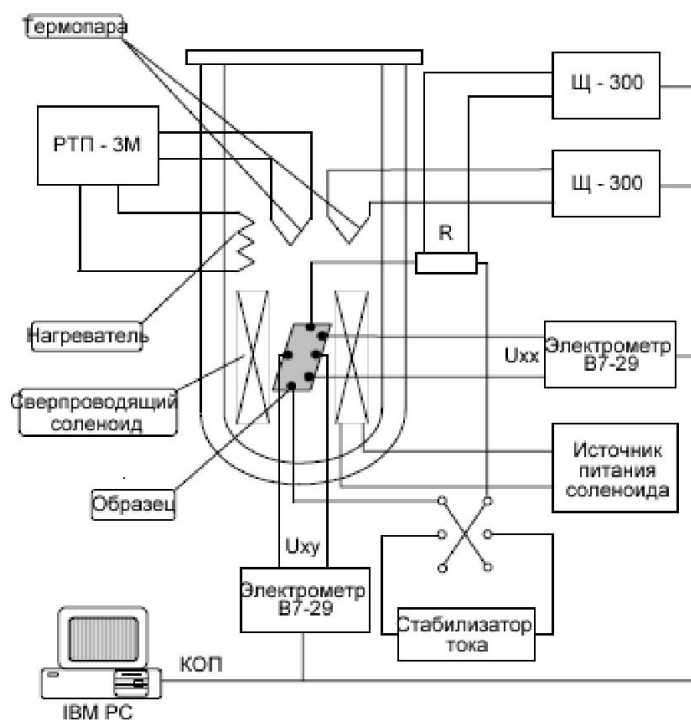 Термопара
Щ - 300
РТП - 3М
Щ - 300
R
Нагреватель
Uxx
Электрометр
В7-29
Сверпроводящий
соленоид
Источник
питания
соленоида
Образец
Uxy
Электрометр
В7-29
Стабилизатор
тока
КОП
IBM PC